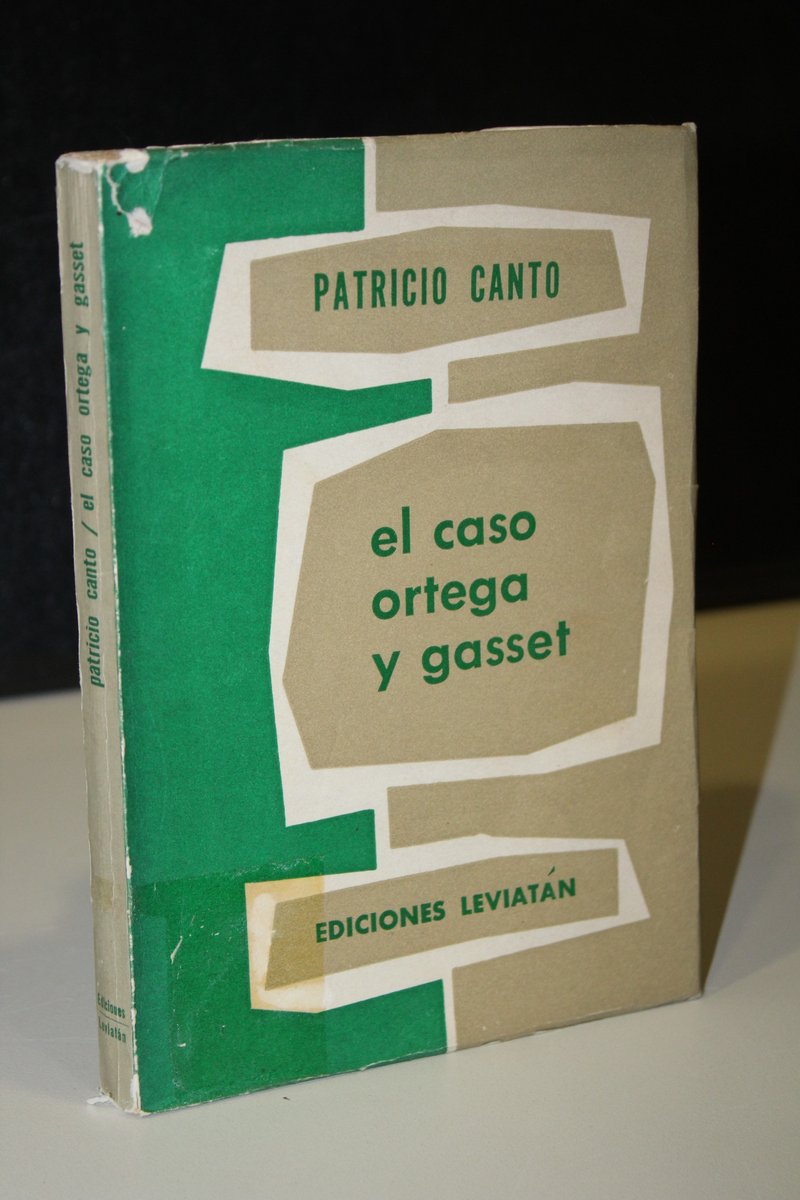 PATRICIO CANTO
el caso
ortega
y gasset
EDICIONES LEVIATÁN
patricio canto / el caso ortega y gasset
Ediciones
Leviatán